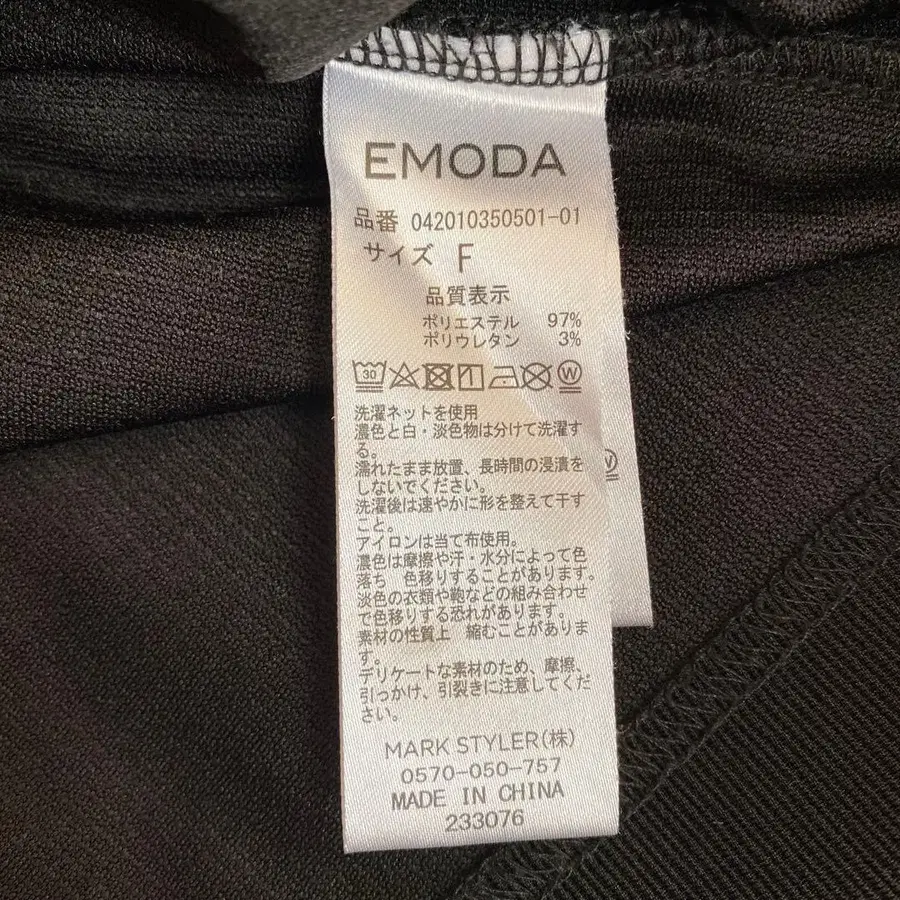 EMODA
品番 042010350501-01
サイズ F
品質表示
ポリエステル 97%
ポリウレタン 3%
30 W
洗濯ネットを使用
濃色と白・淡色物は分けて洗濯す
る。
濡れたまま放置、長時間の浸漬を
しないでください。
洗濯後は速やかに形を整えて干す
こと。
アイロンは当て布使用。
濃色は摩擦や汗・水分によって色
落ち 色移りすることがあります。
淡色の衣類や鞄などの組み合わせ
で色移りする恐れがあります。
素材の性質上 縮むことがありま
す。
デリケートな素材のため、摩擦、
引っかけ、引裂きに注意してくだ
さい。
MARK STYLER(株)
0570-050-757
MADE IN CHINA
233076
W